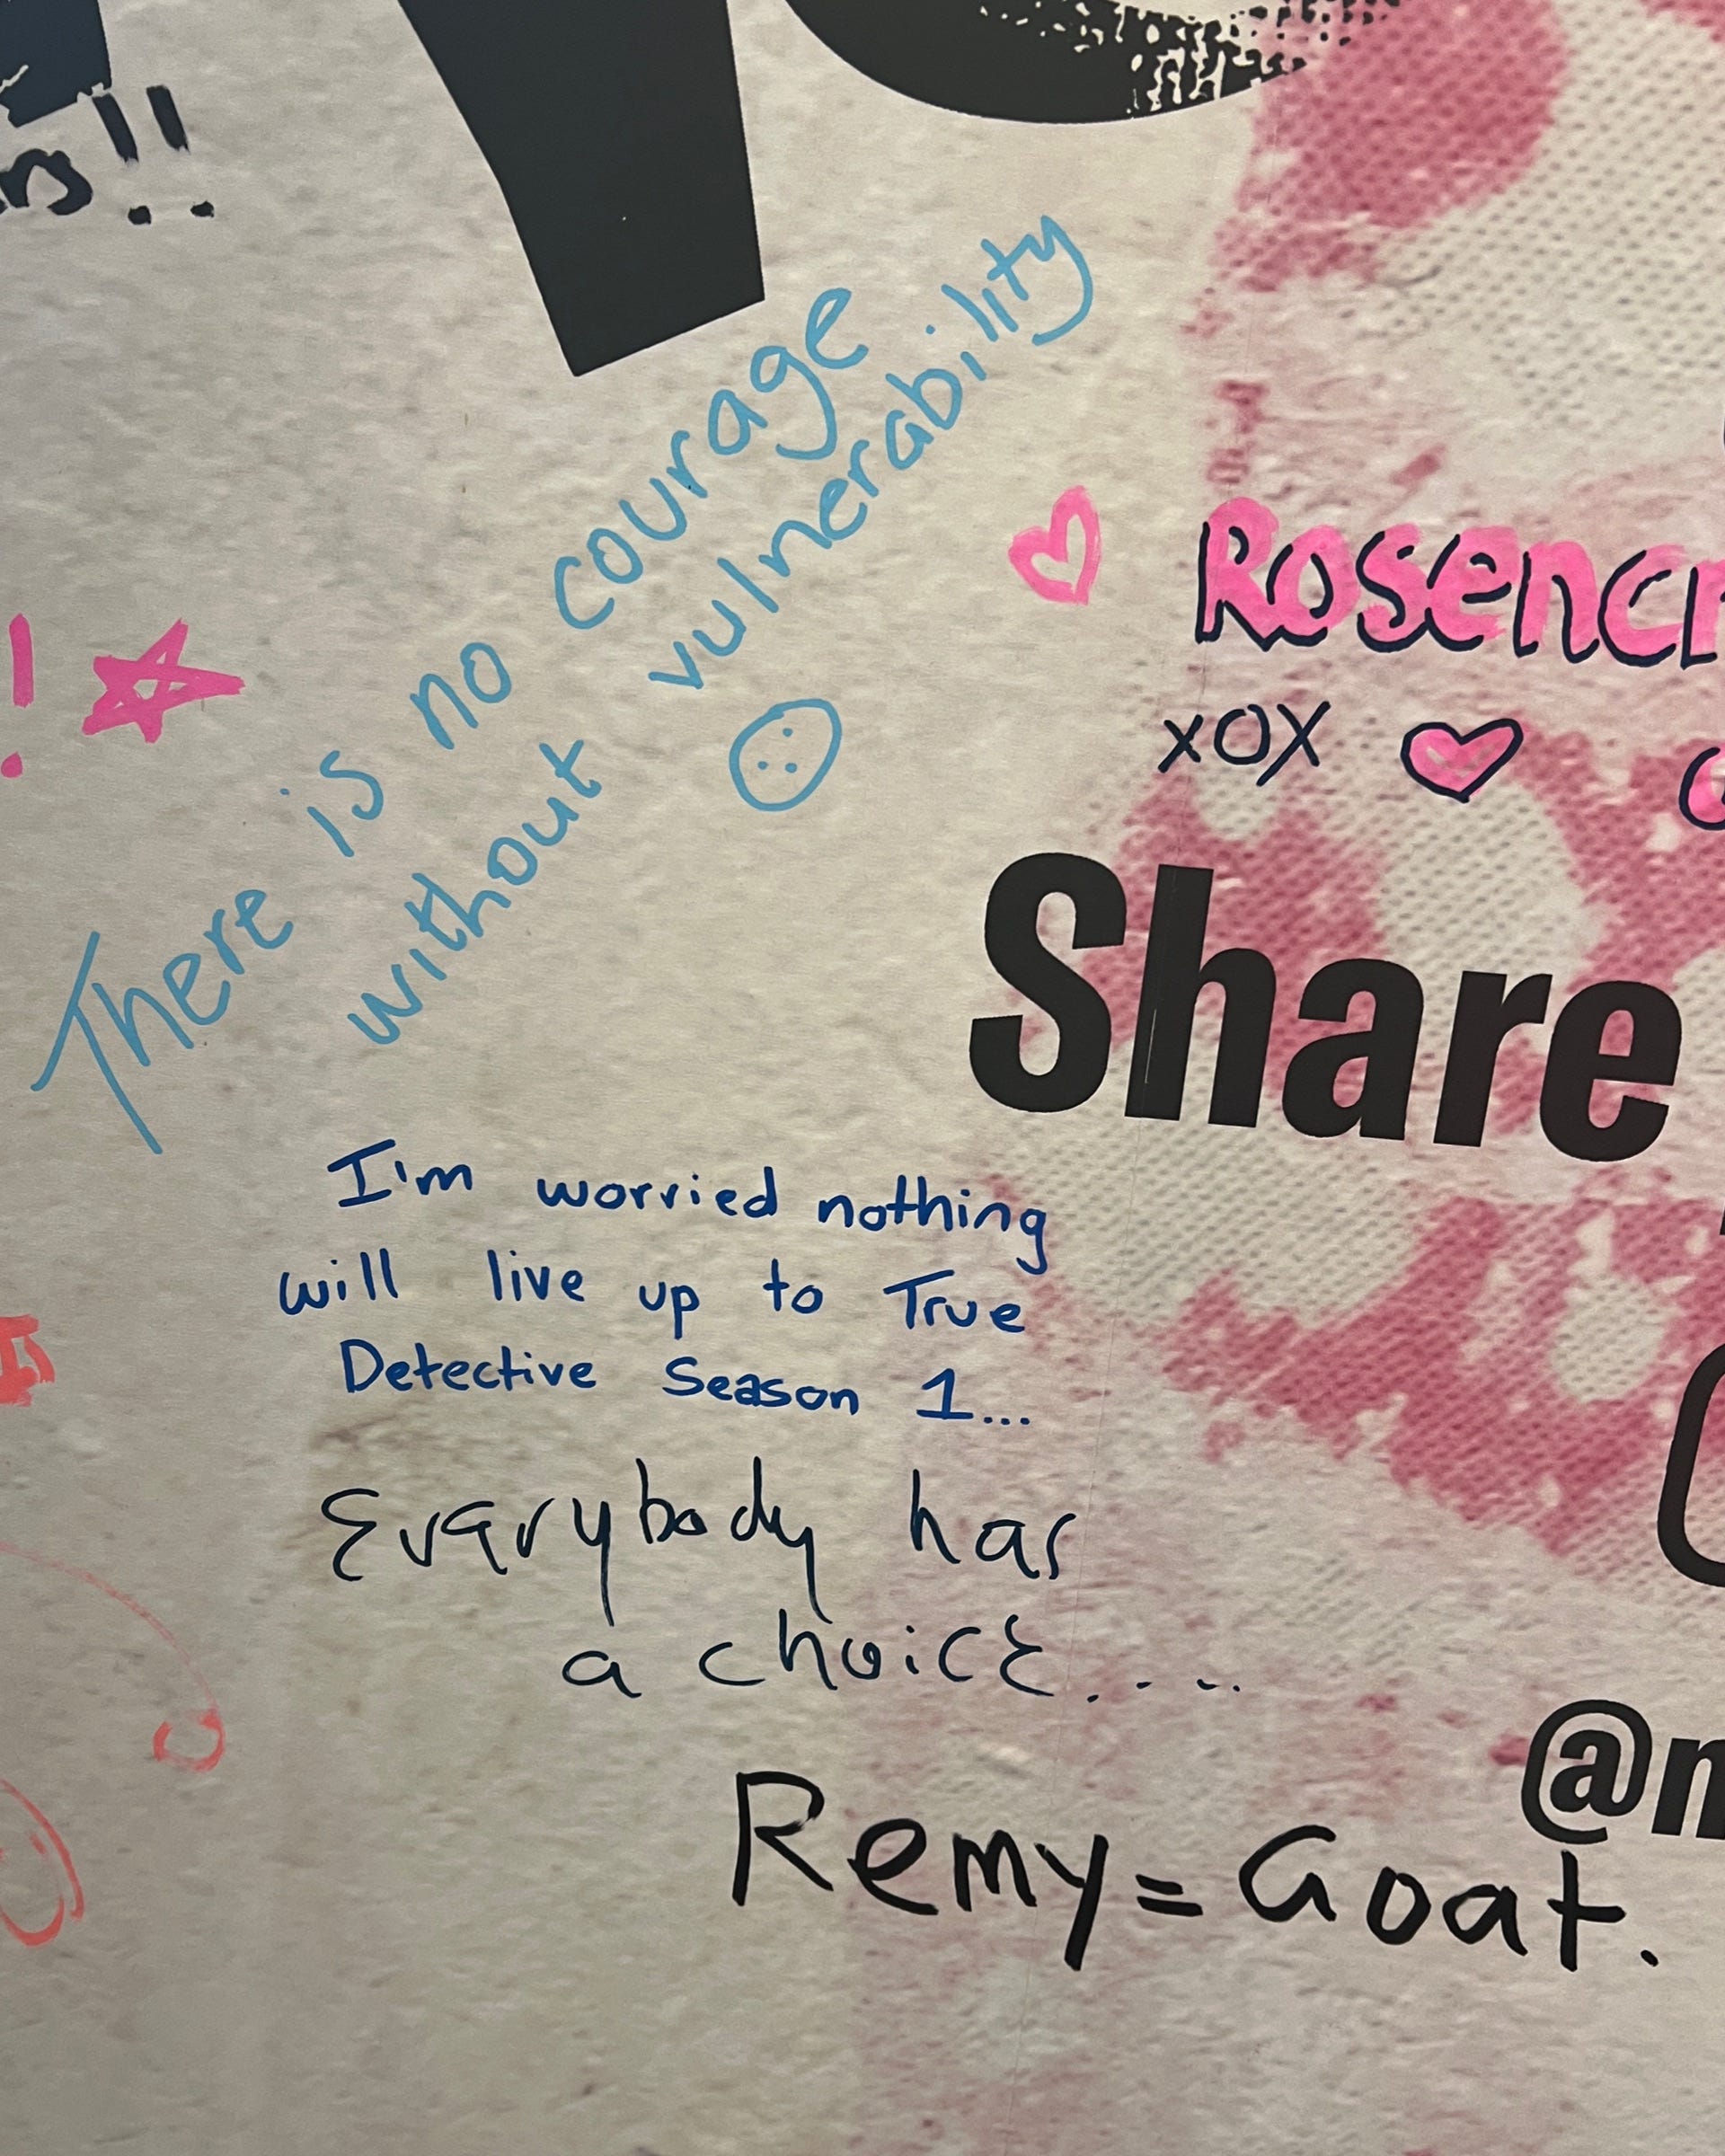 There is no courage
without vulnerability
xox
Share
I'm worried nothing
will live up to True
Detective Season 1...
Everybody has
a choice.....
Remy = Goat.